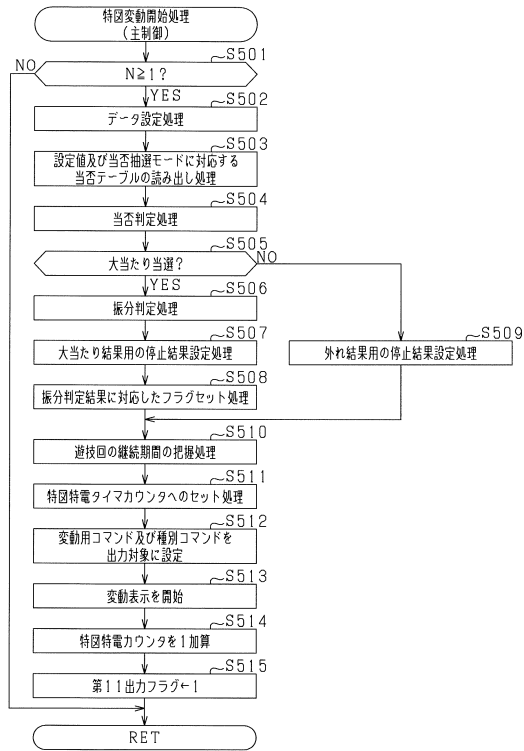 特図変動開始処理
(主制御)
S501
NO
N≧1?
YES
S502
データ設定処理
S503
設定値及び当否抽選モードに対応する
当否テーブルの読み出し処理
S504
当否判定処理
S505
大当たり当選?
NO
YES
S506
振分判定処理
S507
大当たり結果用の停止結果設定処理
S509
外れ結果用の停止結果設定処理
S508
振分判定結果に対応したフラグセット処理
S510
遊技回の継続期間の把握処理
S511
特図特電タイマカウンタへのセット処理
S512
変動用コマンド及び種別コマンドを
出力対象に設定
S513
変動表示を開始
S514
特図特電カウンタを1加算
S515
第11出力フラグ←1
RET